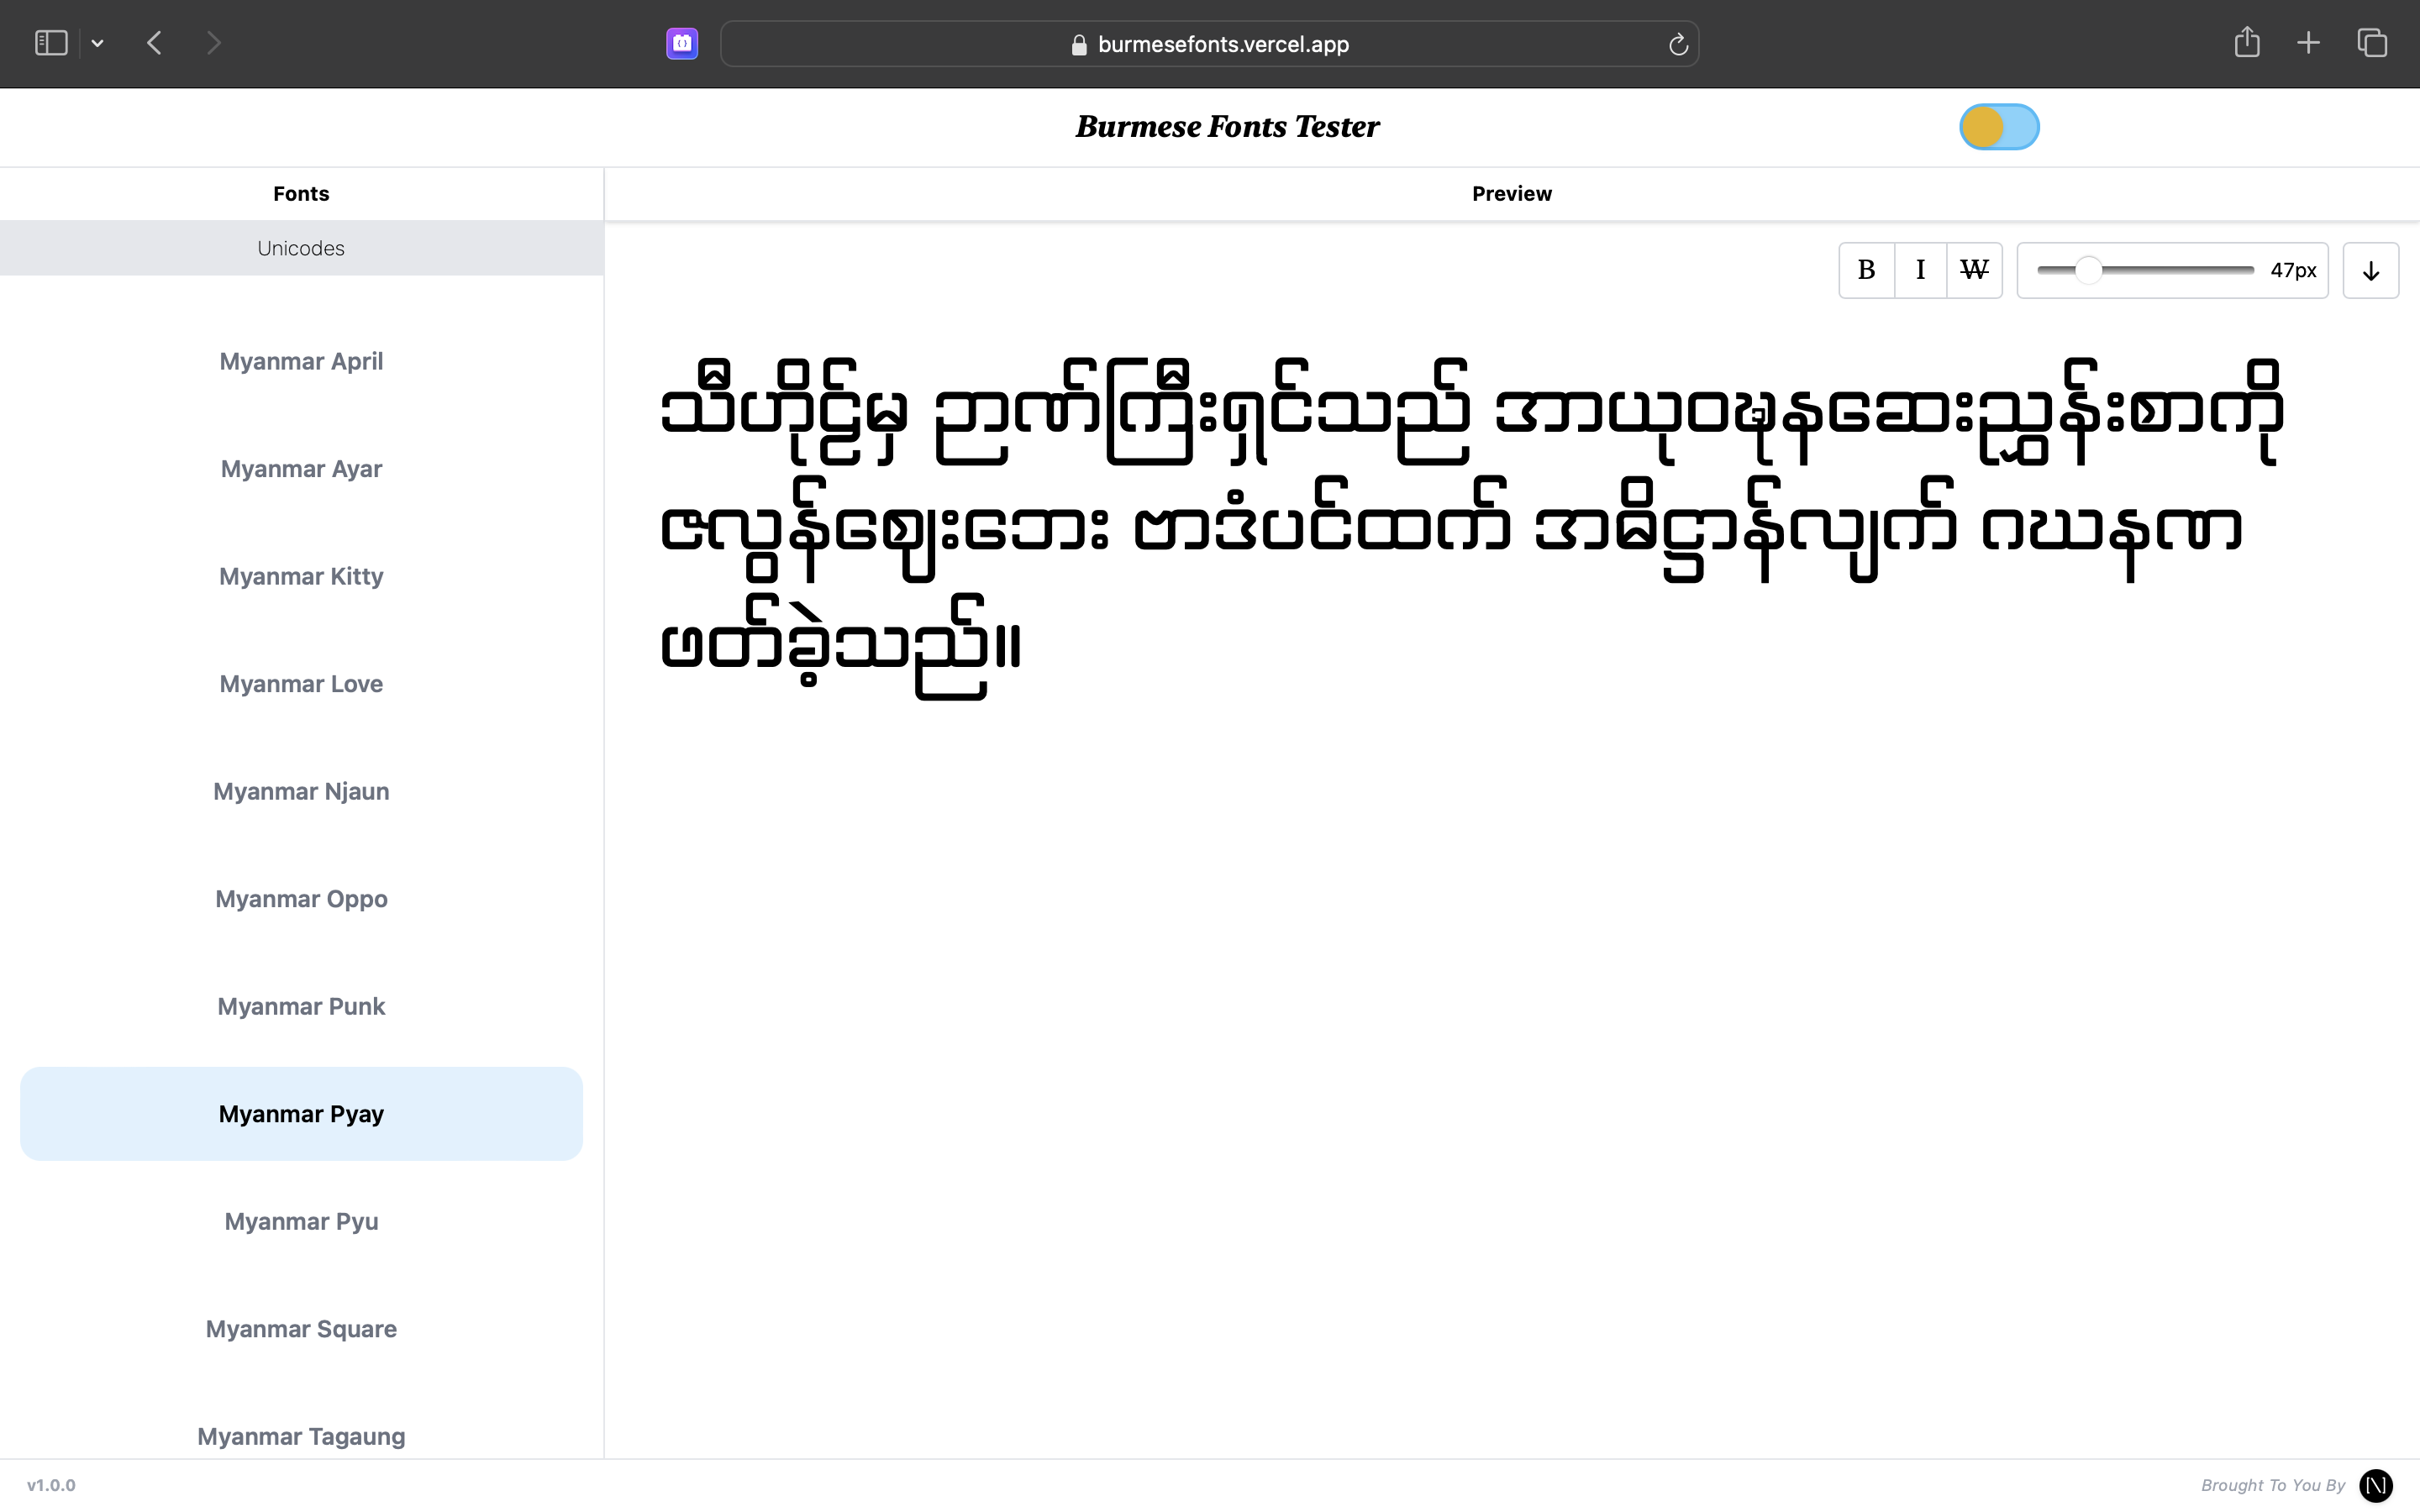 burmesefonts.vercel.app
Burmese Fonts Tester
Fonts
Preview
Unicodes
B I W 47px
သီဟိုဠ်မှ ဉာဏ်ကြီးရှင်သည် အာယုဝဍ္ဎနဆေးညွှန်းစာကို
ဇလွန်ဈေးဘေး ဗာဒံပင်ထက် အဓိဋ္ဌာန်လျက် ဂဃနဏ
ဖတ်ခဲ့သည်။
Myanmar April
Myanmar Ayar
Myanmar Kitty
Myanmar Love
Myanmar Njaun
Myanmar Oppo
Myanmar Punk
Myanmar Pyay
Myanmar Pyu
Myanmar Square
Myanmar Tagaung
v1.0.0
Brought To You By [\]